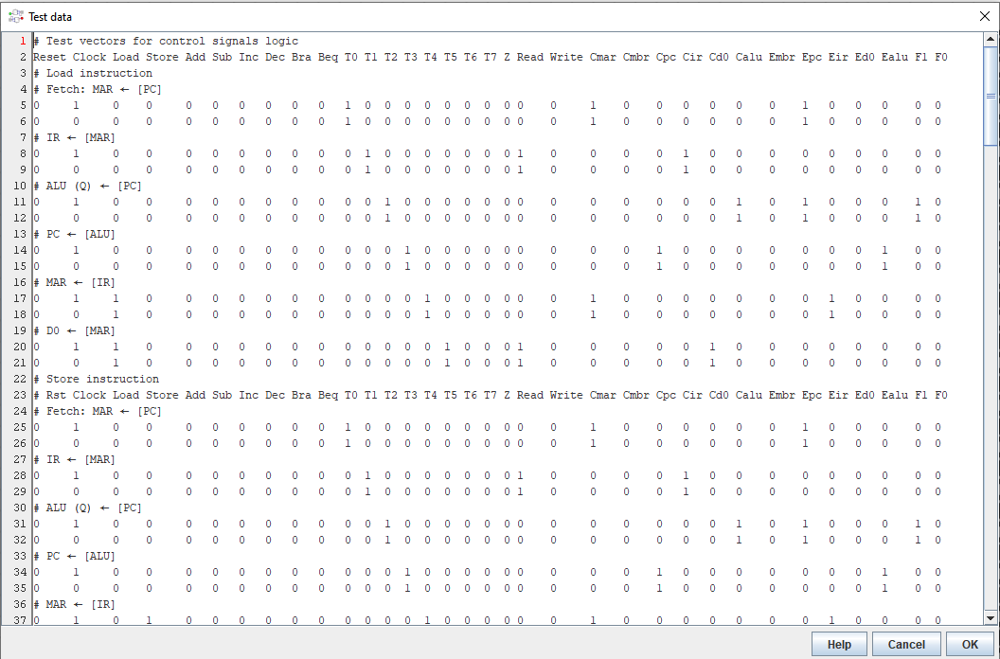 Test data
1 # Test vectors for control signals logic
2 Reset Clock Load Store Add Sub Inc Dec Bra Beq T0 T1 T2 T3 T4 T5 T6 T7 Z Read Write Cmar Cmbr Cpc Cir Cd0 Calu Embr Epc Eir Ed0 Ealu F1 F0
3 # Load instruction
4 # Fetch: MAR ← [PC]
5 0 1 0 0 0 0 0 0 0 0 1 0 0 0 0 0 0 0 0 0 0 1 0 0 0 0 0 0 1 0 0 0 0 0
6 0 0 0 0 0 0 0 0 0 0 1 0 0 0 0 0 0 0 0 0 0 1 0 0 0 0 0 0 1 0 0 0 0 0
7 # IR ← [MAR]
8 0 1 0 0 0 0 0 0 0 0 0 1 0 0 0 0 0 0 0 1 0 0 0 0 1 0 0 0 0 0 0 0 0 0
9 0 0 0 0 0 0 0 0 0 0 0 1 0 0 0 0 0 0 0 1 0 0 0 0 1 0 0 0 0 0 0 0 0 0
10 # ALU (Q) ← [PC]
11 0 1 0 0 0 0 0 0 0 0 0 0 1 0 0 0 0 0 0 0 0 0 0 0 0 0 1 0 1 0 0 0 1 0
12 0 0 0 0 0 0 0 0 0 0 0 0 1 0 0 0 0 0 0 0 0 0 0 0 0 0 1 0 1 0 0 0 1 0
13 # PC ← [ALU]
14 0 1 0 0 0 0 0 0 0 0 0 0 0 1 0 0 0 0 0 0 0 0 0 1 0 0 0 0 0 0 0 1 0 0
15 0 0 0 0 0 0 0 0 0 0 0 0 0 1 0 0 0 0 0 0 0 0 0 1 0 0 0 0 0 0 0 1 0 0
16 # MAR ← [IR]
17 0 1 1 0 0 0 0 0 0 0 0 0 0 0 1 0 0 0 0 0 0 1 0 0 0 0 0 0 0 1 0 0 0 0
18 0 0 1 0 0 0 0 0 0 0 0 0 0 0 1 0 0 0 0 0 0 1 0 0 0 0 0 0 0 1 0 0 0 0
19 # D0 ← [MAR]
20 0 1 1 0 0 0 0 0 0 0 0 0 0 0 0 1 0 0 0 1 0 0 0 0 0 1 0 0 0 0 0 0 0 0
21 0 0 1 0 0 0 0 0 0 0 0 0 0 0 0 1 0 0 0 1 0 0 0 0 0 1 0 0 0 0 0 0 0 0
22 # Store instruction
23 # Rst Clock Load Store Add Sub Inc Dec Bra Beq T0 T1 T2 T3 T4 T5 T6 T7 Z Read Write Cmar Cmbr Cpc Cir Cd0 Calu Embr Epc Eir Ed0 Ealu F1 F0
24 # Fetch: MAR ← [PC]
25 0 1 0 0 0 0 0 0 0 0 1 0 0 0 0 0 0 0 0 0 0 1 0 0 0 0 0 0 1 0 0 0 0 0
26 0 0 0 0 0 0 0 0 0 0 1 0 0 0 0 0 0 0 0 0 0 1 0 0 0 0 0 0 1 0 0 0 0 0
27 # IR ← [MAR]
28 0 1 0 0 0 0 0 0 0 0 0 1 0 0 0 0 0 0 0 1 0 0 0 0 1 0 0 0 0 0 0 0 0 0
29 0 0 0 0 0 0 0 0 0 0 0 1 0 0 0 0 0 0 0 1 0 0 0 0 1 0 0 0 0 0 0 0 0 0
30 # ALU (Q) ← [PC]
31 0 1 0 0 0 0 0 0 0 0 0 0 1 0 0 0 0 0 0 0 0 0 0 0 0 0 1 0 1 0 0 0 1 0
32 0 0 0 0 0 0 0 0 0 0 0 0 1 0 0 0 0 0 0 0 0 0 0 0 0 0 1 0 1 0 0 0 1 0
33 # PC ← [ALU]
34 0 1 0 0 0 0 0 0 0 0 0 0 0 1 0 0 0 0 0 0 0 0 0 1 0 0 0 0 0 0 0 1 0 0
35 0 0 0 0 0 0 0 0 0 0 0 0 0 1 0 0 0 0 0 0 0 0 0 1 0 0 0 0 0 0 0 1 0 0
36 # MAR ← [IR]
37 0 1 0 1 0 0 0 0 0 0 0 0 0 0 1 0 0 0 0 0 0 1 0 0 0 0 0 0 0 1 0 0 0 0
Help Cancel OK